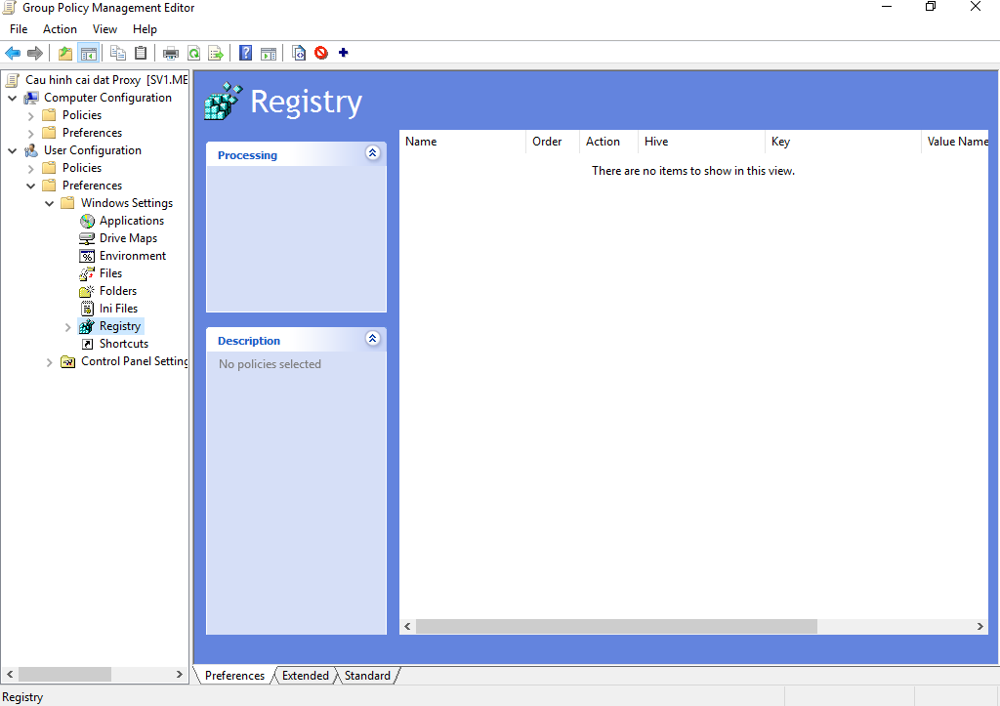 Group Policy Management Editor
File Action View Help
Cau hinh cai dat Proxy [SV1.ME
Computer Configuration
Policies
Preferences
User Configuration
Policies
Preferences
Windows Settings
Applications
Drive Maps
Environment
Files
Folders
Ini Files
Registry
Shortcuts
Control Panel Setting
Registry
Processing
Description
No policies selected
Name Order Action Hive Key Value Name
There are no items to show in this view.
Preferences Extended Standard
Registry